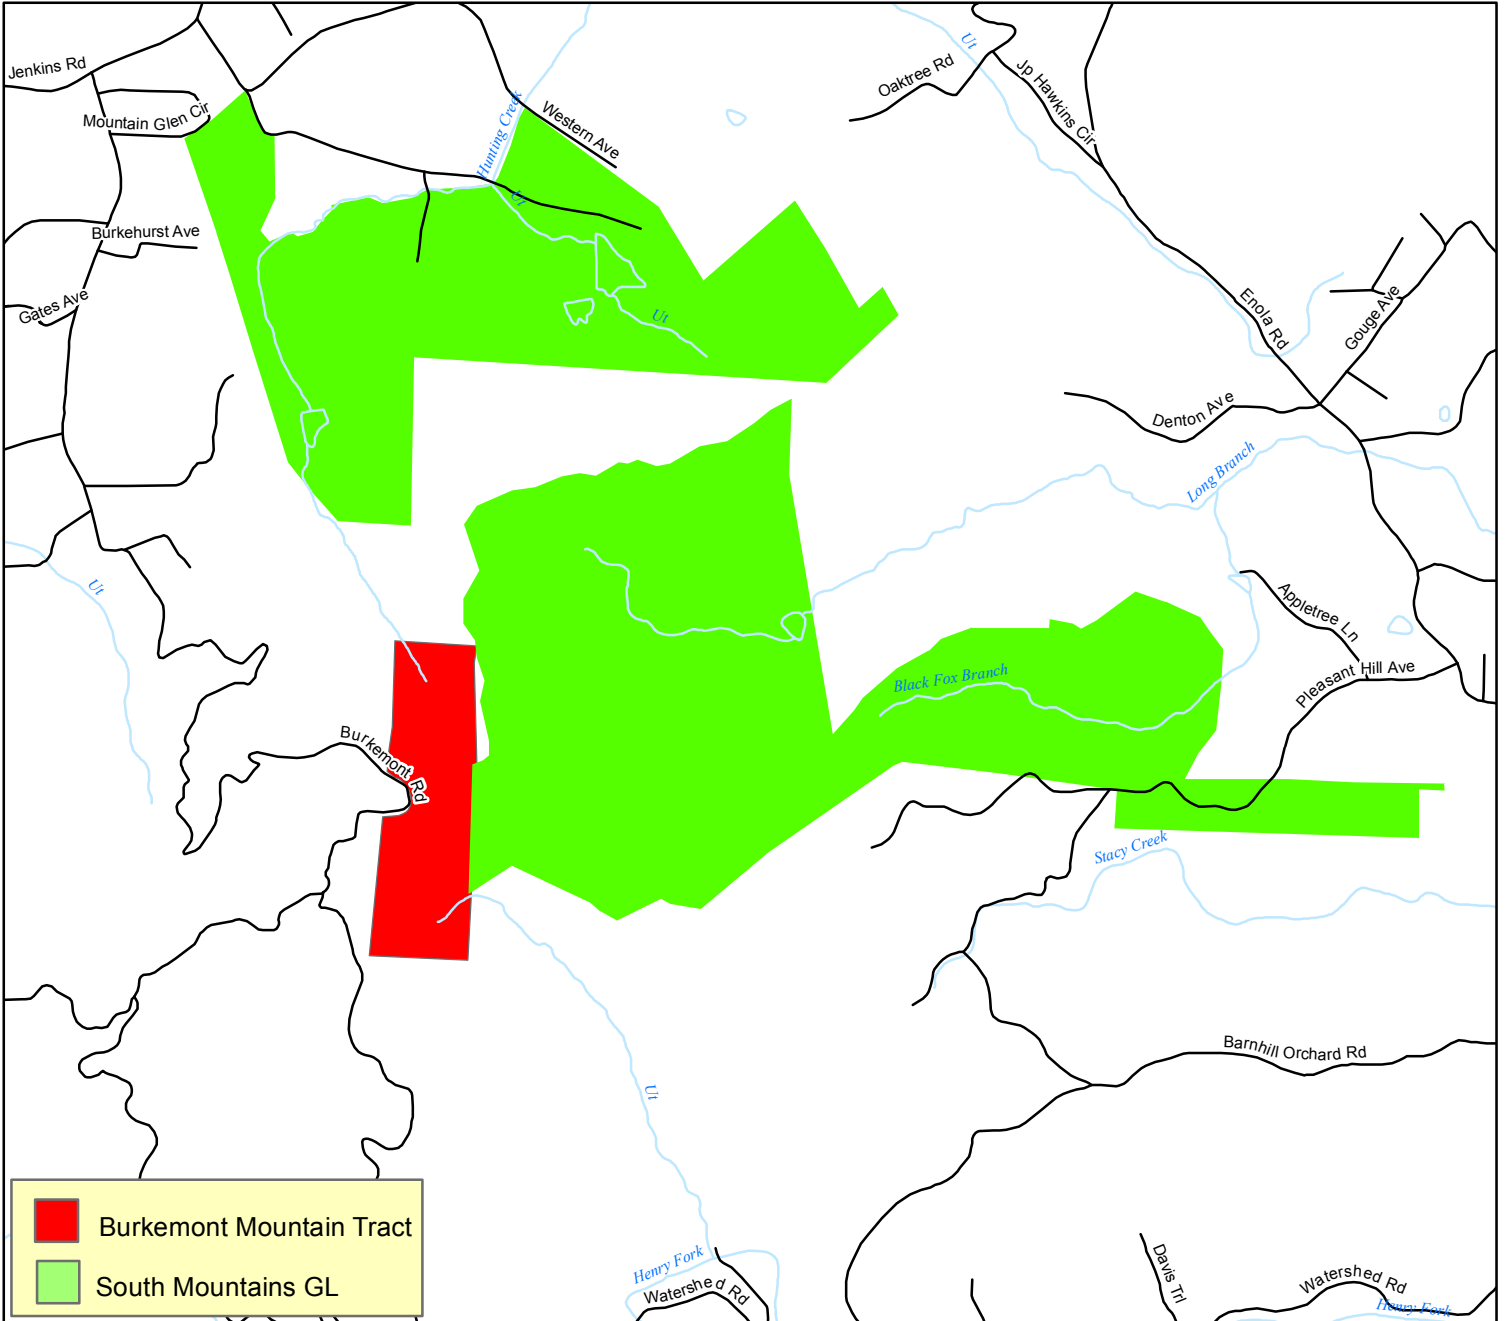 Ut
Oaktree Rd
Jp Hawkins Cir
Jenkins Rd
Mountain Glen Cir
Hunting Creek
Western Ave
Ut
Burkehurst Ave
Gates Ave
Ut
Enola Rd
Gouge Ave
Denton Ave
Long Branch
Ut
Appletree Ln
Black Fox Branch
Pleasant Hill Ave
Burkemont Rd
Stacy Creek
Barnhill Orchard Rd
Ut
Burkemont Mountain Tract
South Mountains GL
Henry Fork
Watershed Rd
Davis Trl
Watershed Rd
Henry Fork